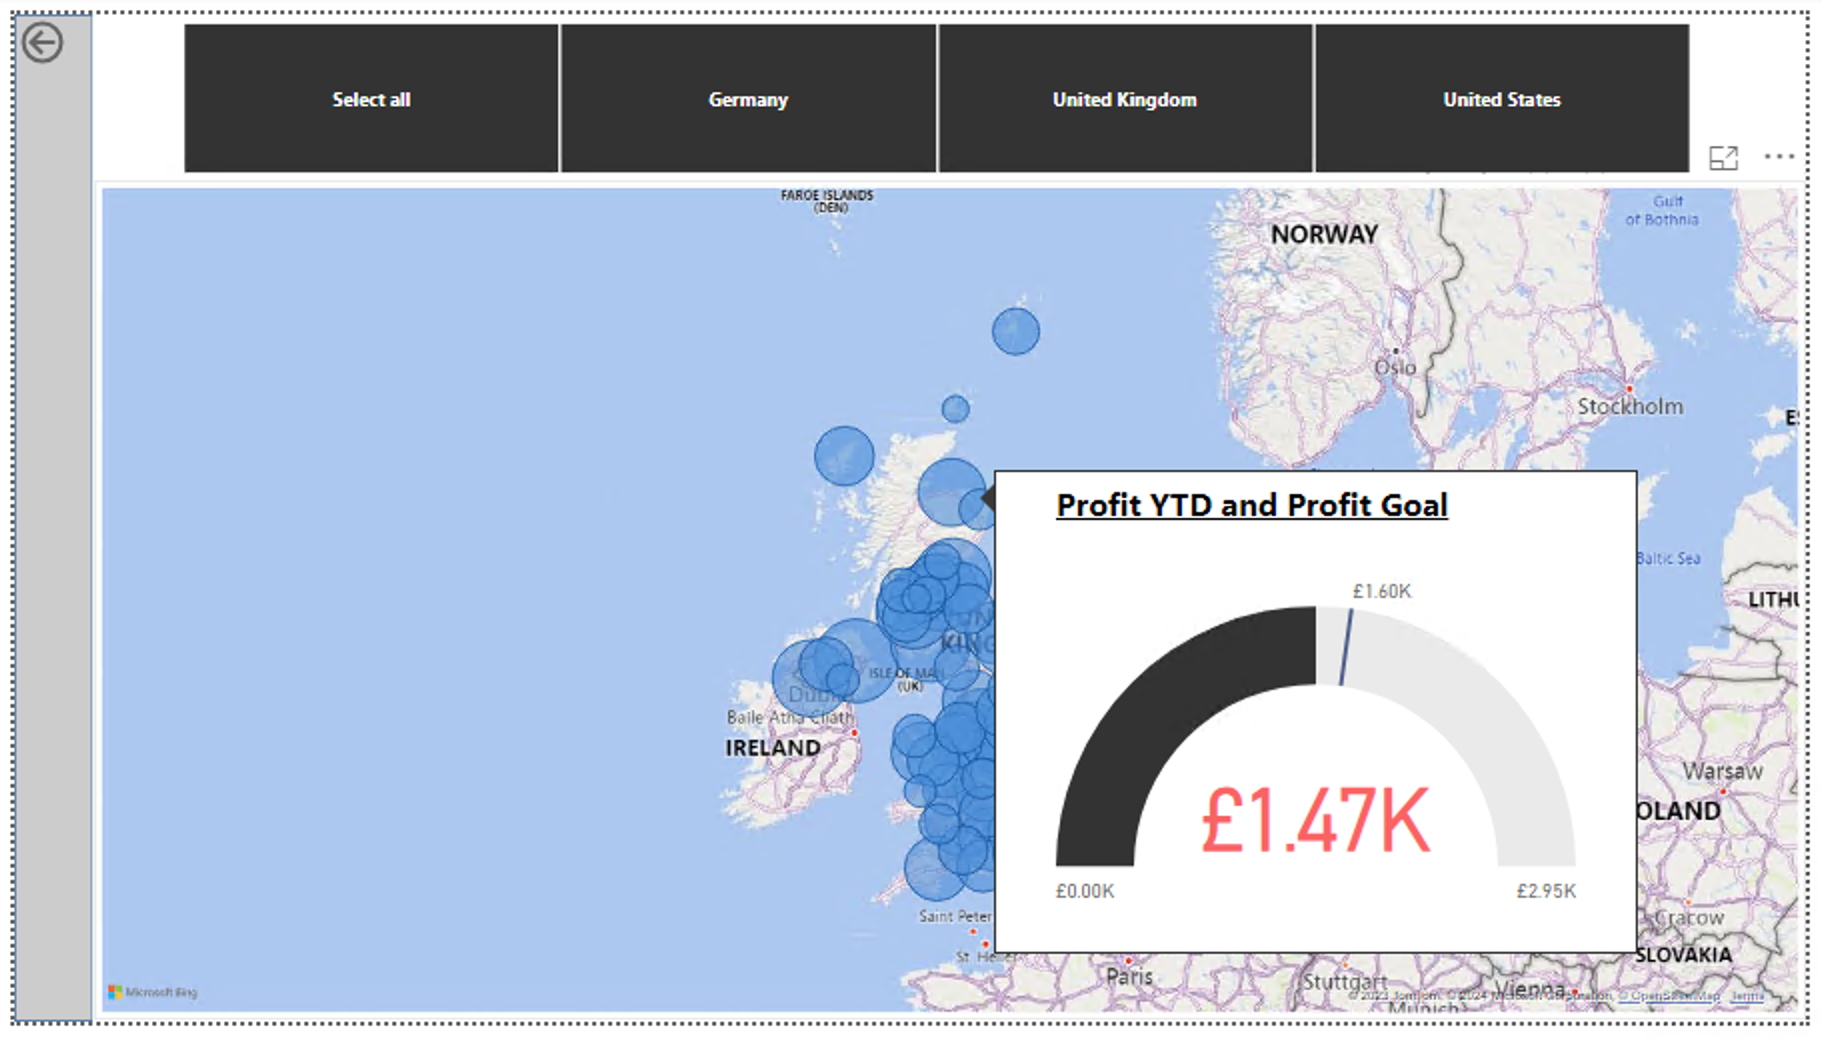 Select all
Germany
United Kingdom
United States
FAROE ISLANDS
(DEN)
NORWAY
Gulf
of Bothnia
Oslo
Stockholm
Baltic Sea
ISLE OF MAN
(UK)
Baile Átha Cliath
IRELAND
Profit YTD and Profit Goal
£1.60K
£1.47K
£0.00K
£2.95K
Warsaw
OLAND
Cracow
SLOVAKIA
Saint Peter
St. Helier
Paris
Stuttgart
Vienna
Munich
Microsoft Bing
© 2023 TomTom, © 2024 Microsoft Corporation, © OpenStreetMap Terms